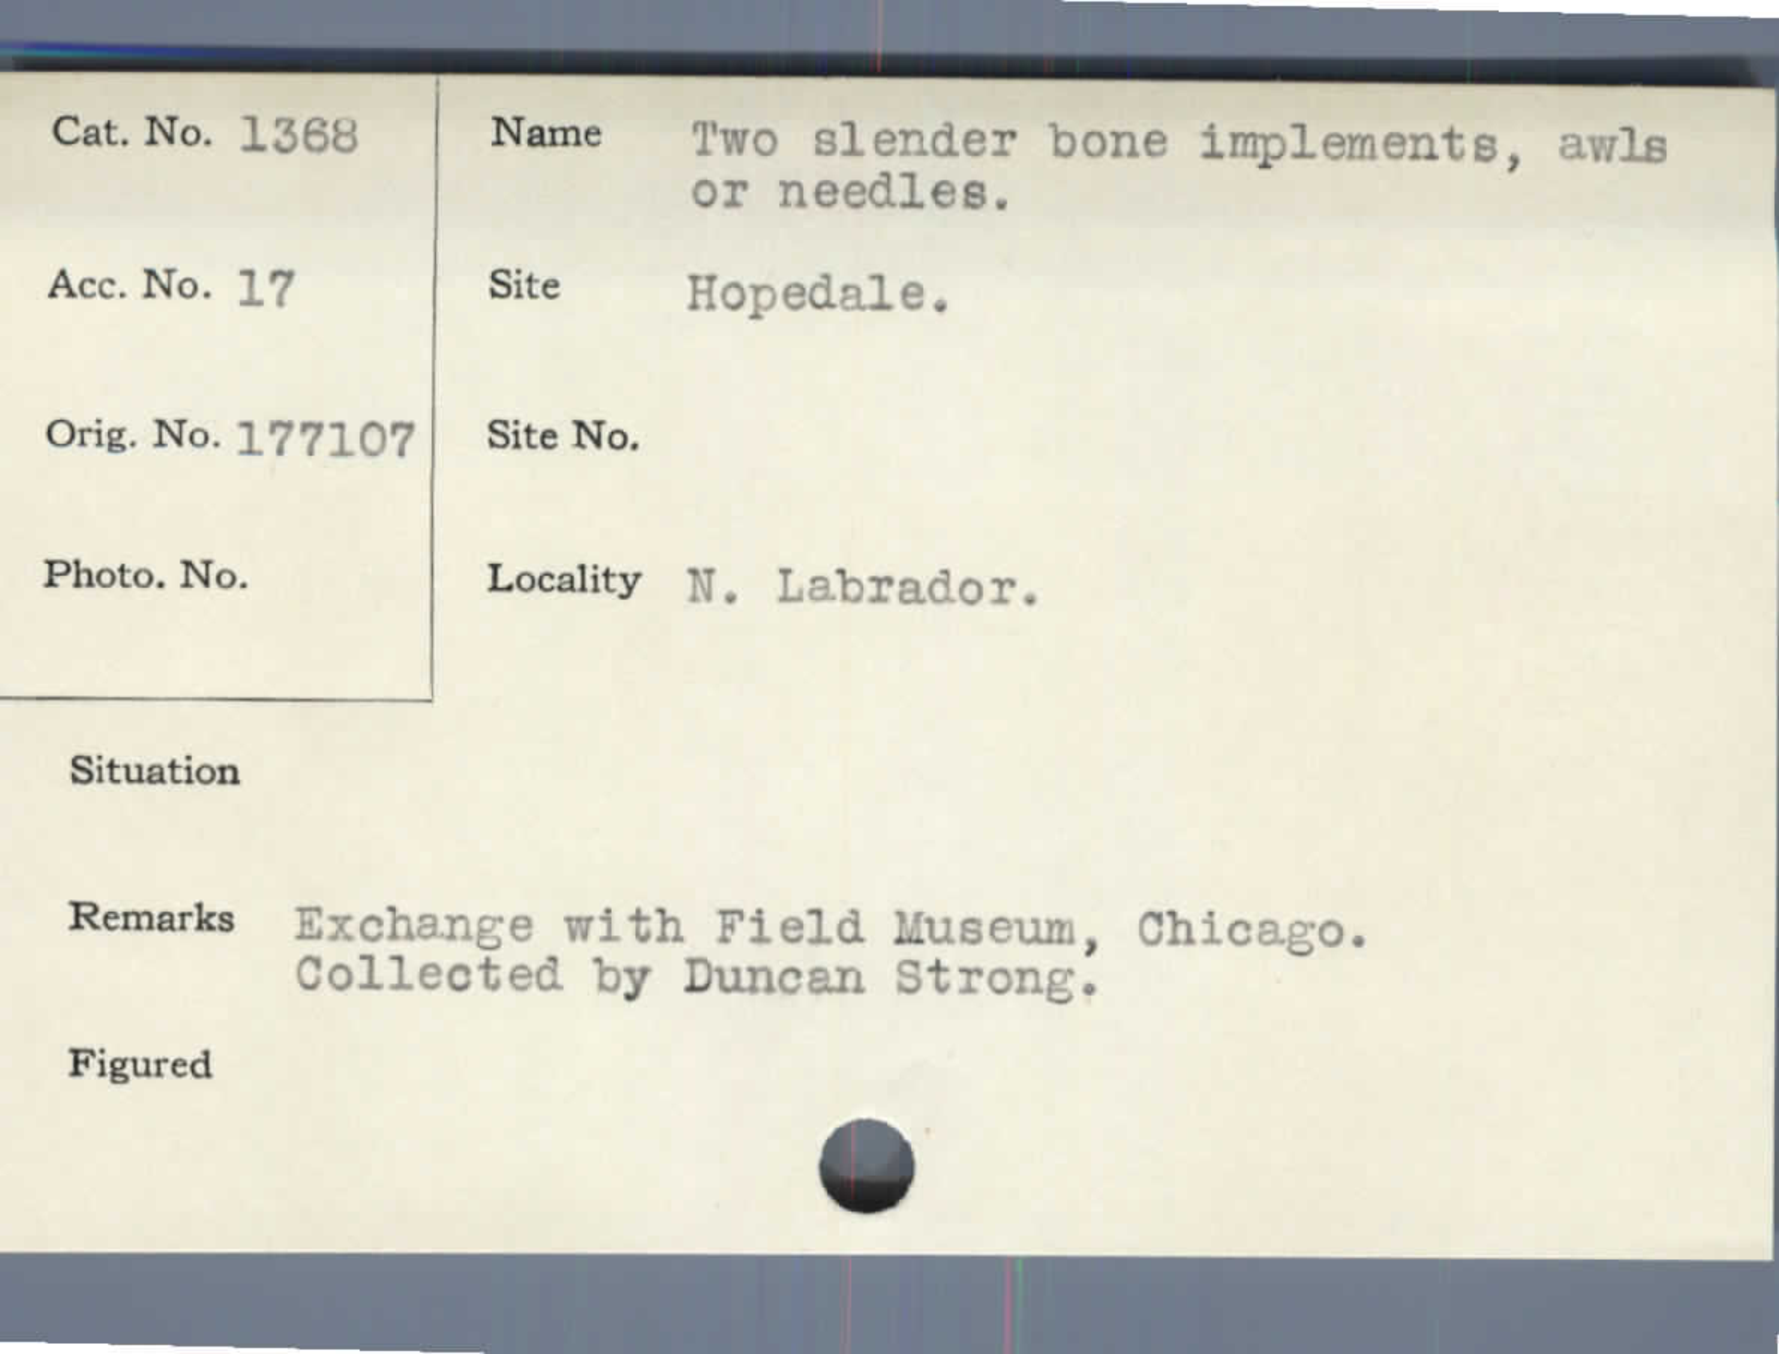 Cat. No. 1368
Name Two slender bone implements, awls
or needles.
Acc. No. 17
Site Hopedale.
Orig. No. 177107
Site No.
Photo. No.
Locality N. Labrador.
Situation
Remarks Exchange with Field Museum, Chicago.
Collected by Duncan Strong.
Figured